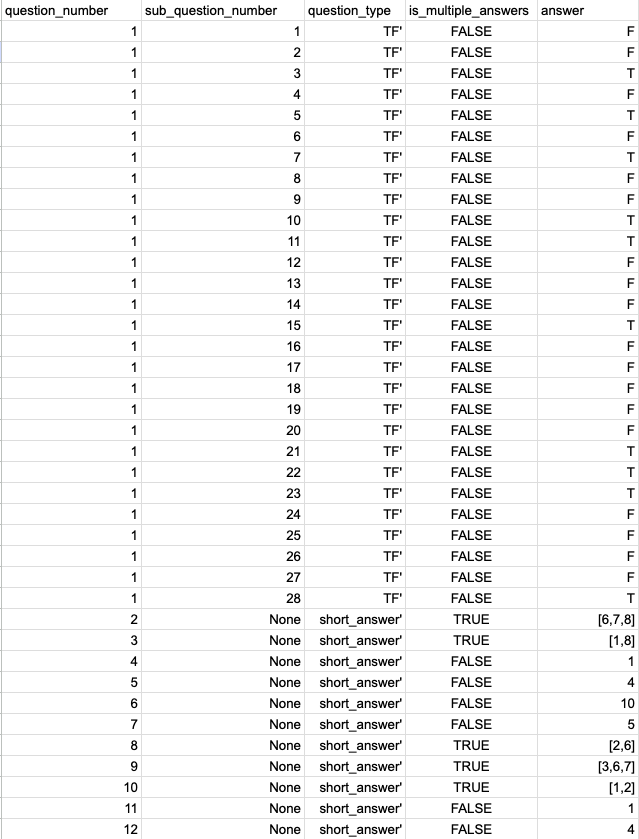 question_number sub_question_number question_type is_multiple_answers answer
1 1 TF' FALSE F
1 2 TF' FALSE F
1 3 TF' FALSE T
1 4 TF' FALSE F
1 5 TF' FALSE T
1 6 TF' FALSE F
1 7 TF' FALSE T
1 8 TF' FALSE F
1 9 TF' FALSE F
1 10 TF' FALSE T
1 11 TF' FALSE T
1 12 TF' FALSE F
1 13 TF' FALSE F
1 14 TF' FALSE F
1 15 TF' FALSE T
1 16 TF' FALSE F
1 17 TF' FALSE F
1 18 TF' FALSE F
1 19 TF' FALSE F
1 20 TF' FALSE F
1 21 TF' FALSE T
1 22 TF' FALSE T
1 23 TF' FALSE T
1 24 TF' FALSE F
1 25 TF' FALSE F
1 26 TF' FALSE F
1 27 TF' FALSE F
1 28 TF' FALSE T
2 None short_answer' TRUE [6,7,8]
3 None short_answer' TRUE [1,8]
4 None short_answer' FALSE 1
5 None short_answer' FALSE 4
6 None short_answer' FALSE 10
7 None short_answer' FALSE 5
8 None short_answer' TRUE [2,6]
9 None short_answer' TRUE [3,6,7]
10 None short_answer' TRUE [1,2]
11 None short_answer' FALSE 1
12 None short_answer' FALSE 4